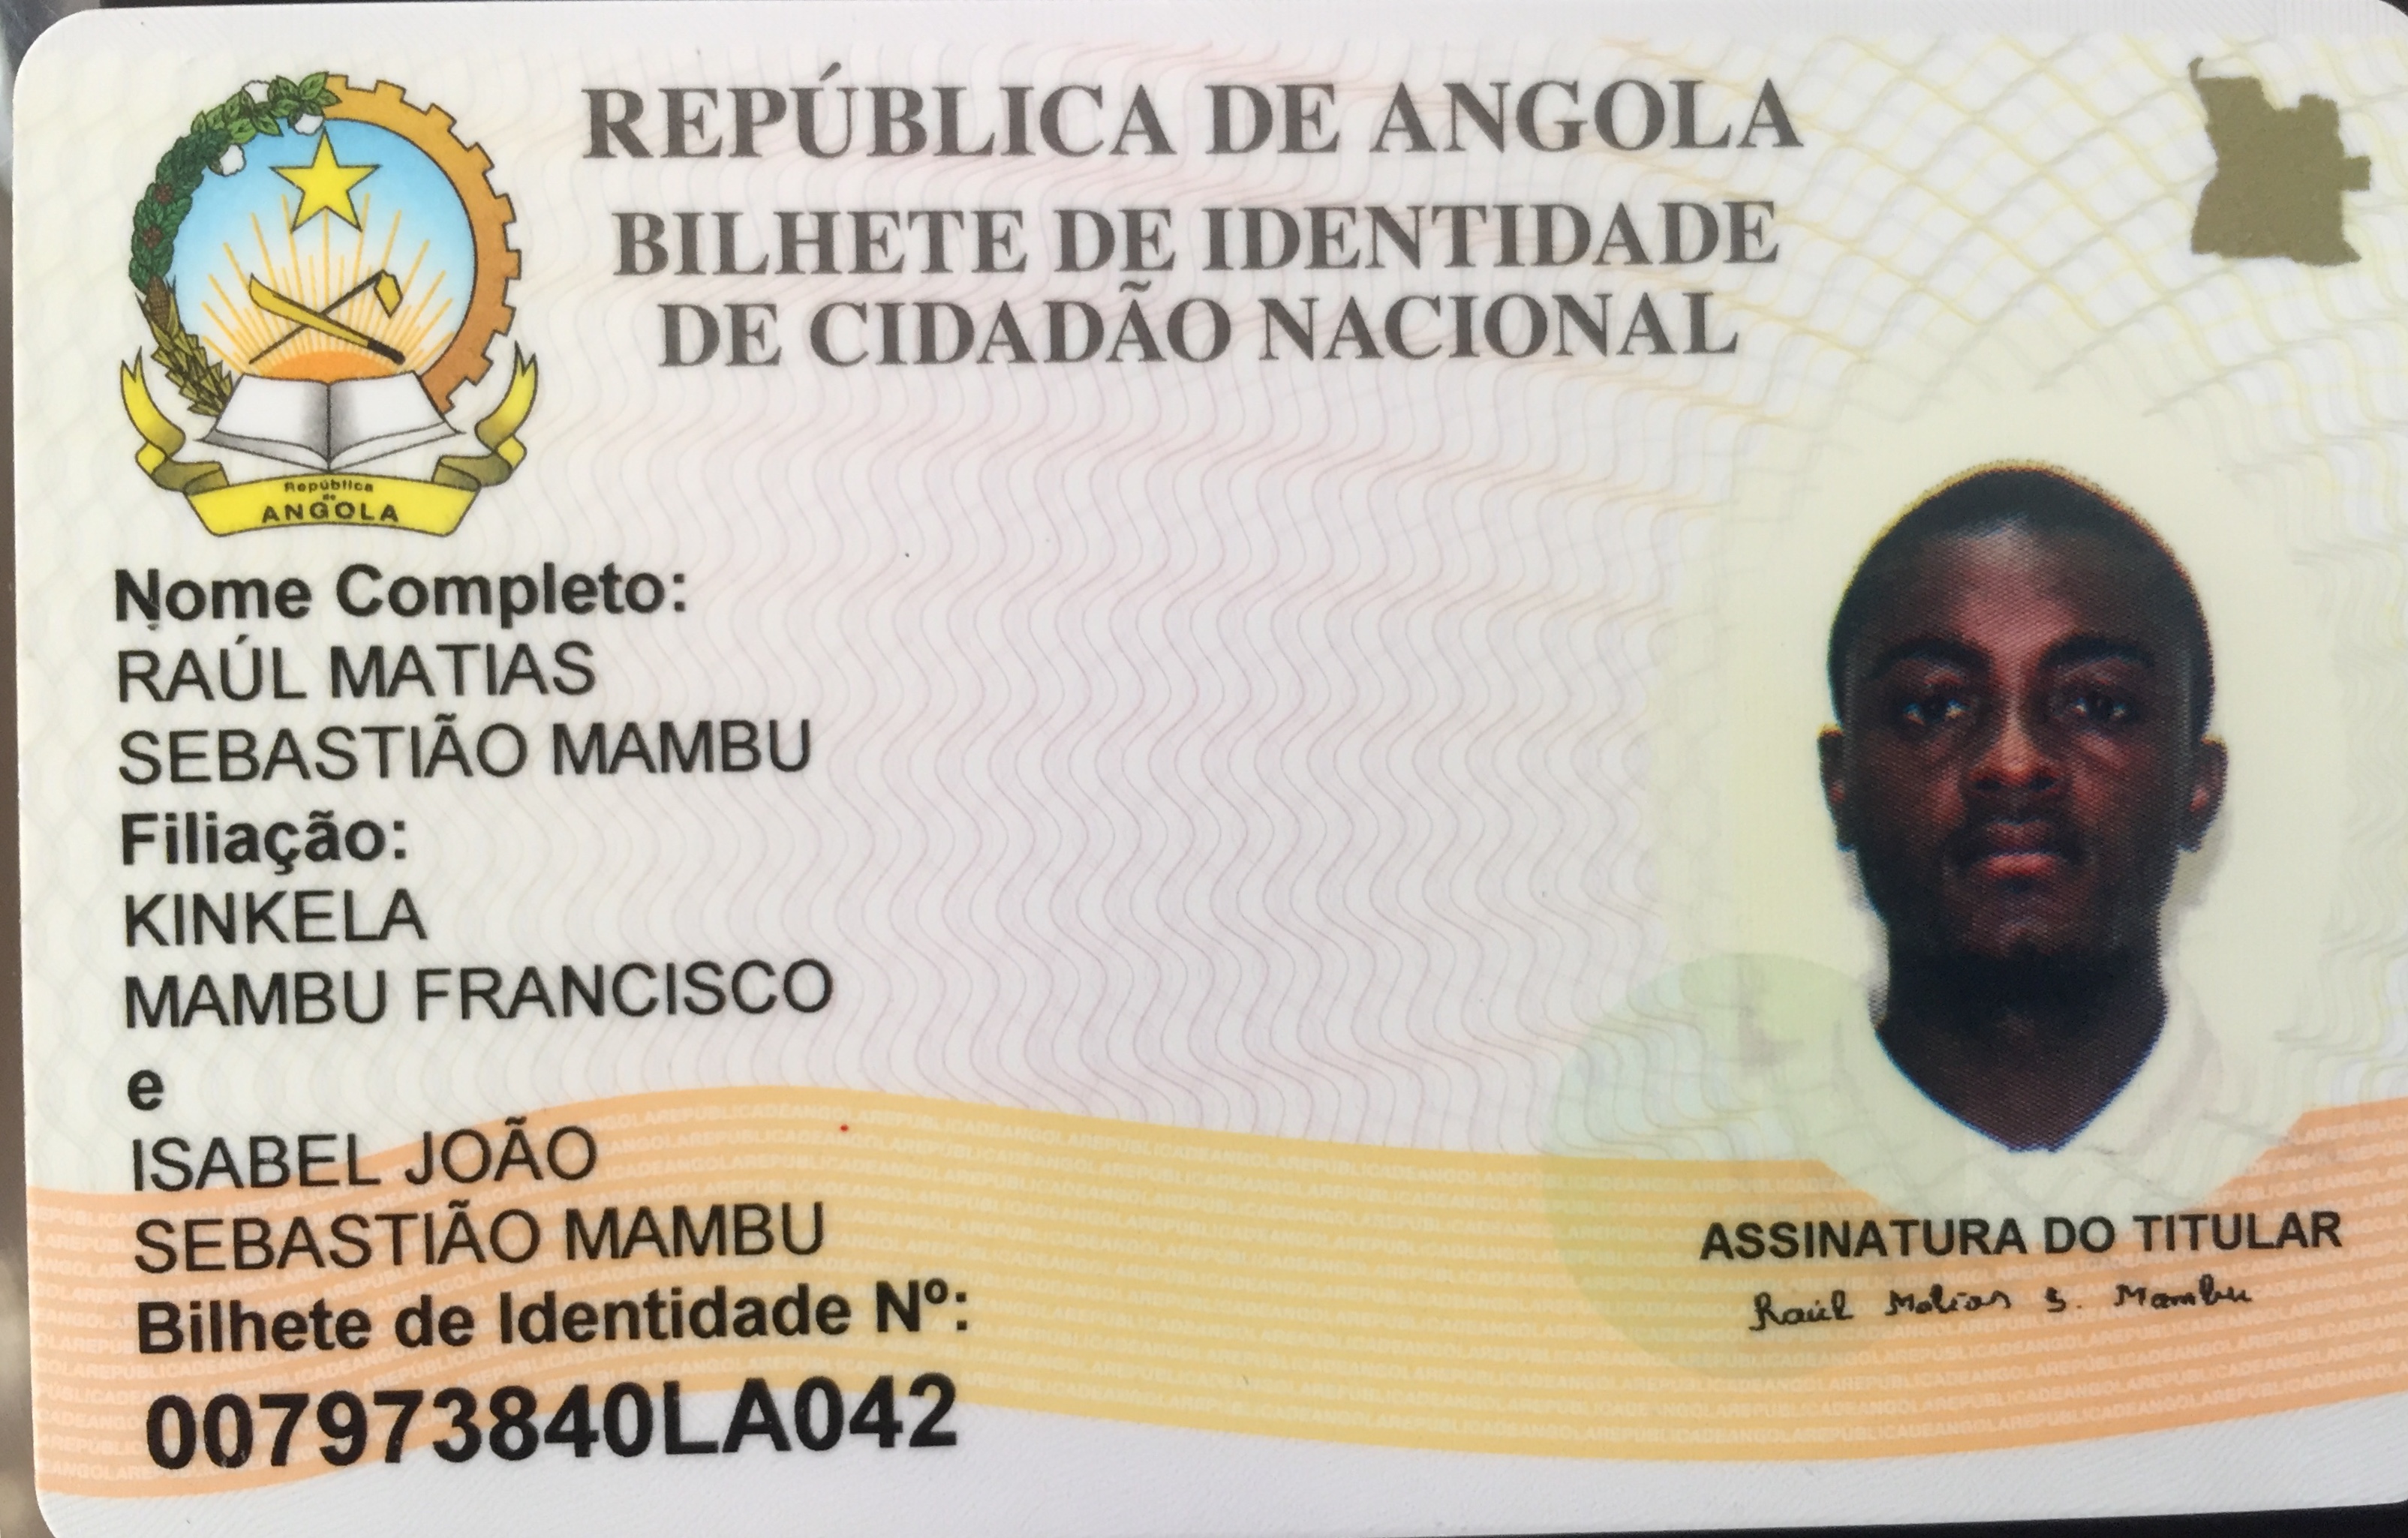 REPÚBLICA DE ANGOLA
BILHETE DE IDENTIDADE
DE CIDADÃO NACIONAL
República
de
ANGOLA
Nome Completo:
RAÚL MATIAS
SEBASTIÃO MAMBU
Filiação:
KINKELA
MAMBU FRANCISCO
e
ISABEL JOÃO
SEBASTIÃO MAMBU
Bilhete de Identidade Nº:
007973840LA042
ASSINATURA DO TITULAR
Raúl Matias S. Mambu